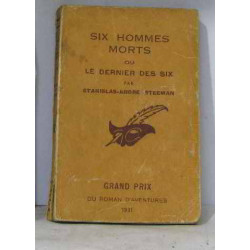 SIX HOMMES
MORTS
OU
LE DERNIER DES SIX
PAR
STANISLAS-ANDRÉ STEEMAN
GRAND PRIX
DU ROMAN D'AVENTURES
1931